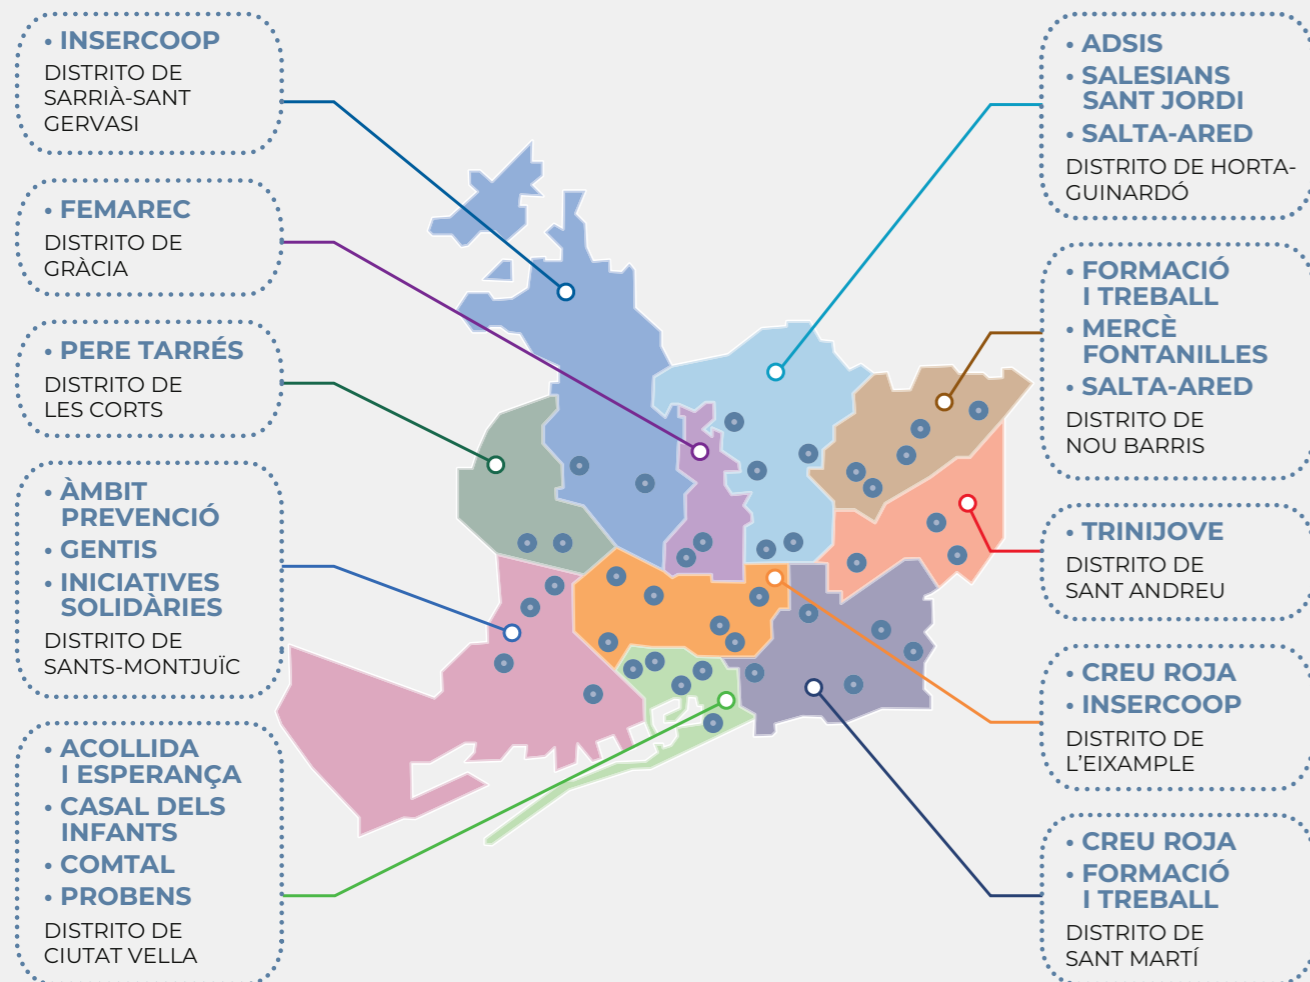 • INSERCOOP
DISTRITO DE
SARRIÀ-SANT
GERVASI
• FEMAREC
DISTRITO DE
GRÀCIA
• PERE TARRÉS
DISTRITO DE
LES CORTS
• ÀMBIT
PREVENCIÓ
• GENTIS
• INICIATIVES
SOLIDÀRIES
DISTRITO DE
SANTS-MONTJUÏC
• ACOLLIDA
I ESPERANÇA
• CASAL DELS
INFANTS
• COMTAL
• PROBENS
DISTRITO DE
CIUTAT VELLA
• ADSIS
• SALESIANS
SANT JORDI
• SALTA-ARED
DISTRITO DE HORTA-
GUINARDÓ
• FORMACIÓ
I TREBALL
• MERCÈ
FONTANILLES
• SALTA-ARED
DISTRITO DE
NOU BARRIS
• TRINIJOVE
DISTRITO DE
SANT ANDREU
• CREU ROJA
• INSERCOOP
DISTRITO DE
L'EIXAMPLE
• CREU ROJA
• FORMACIÓ
I TREBALL
DISTRITO DE
SANT MARTÍ